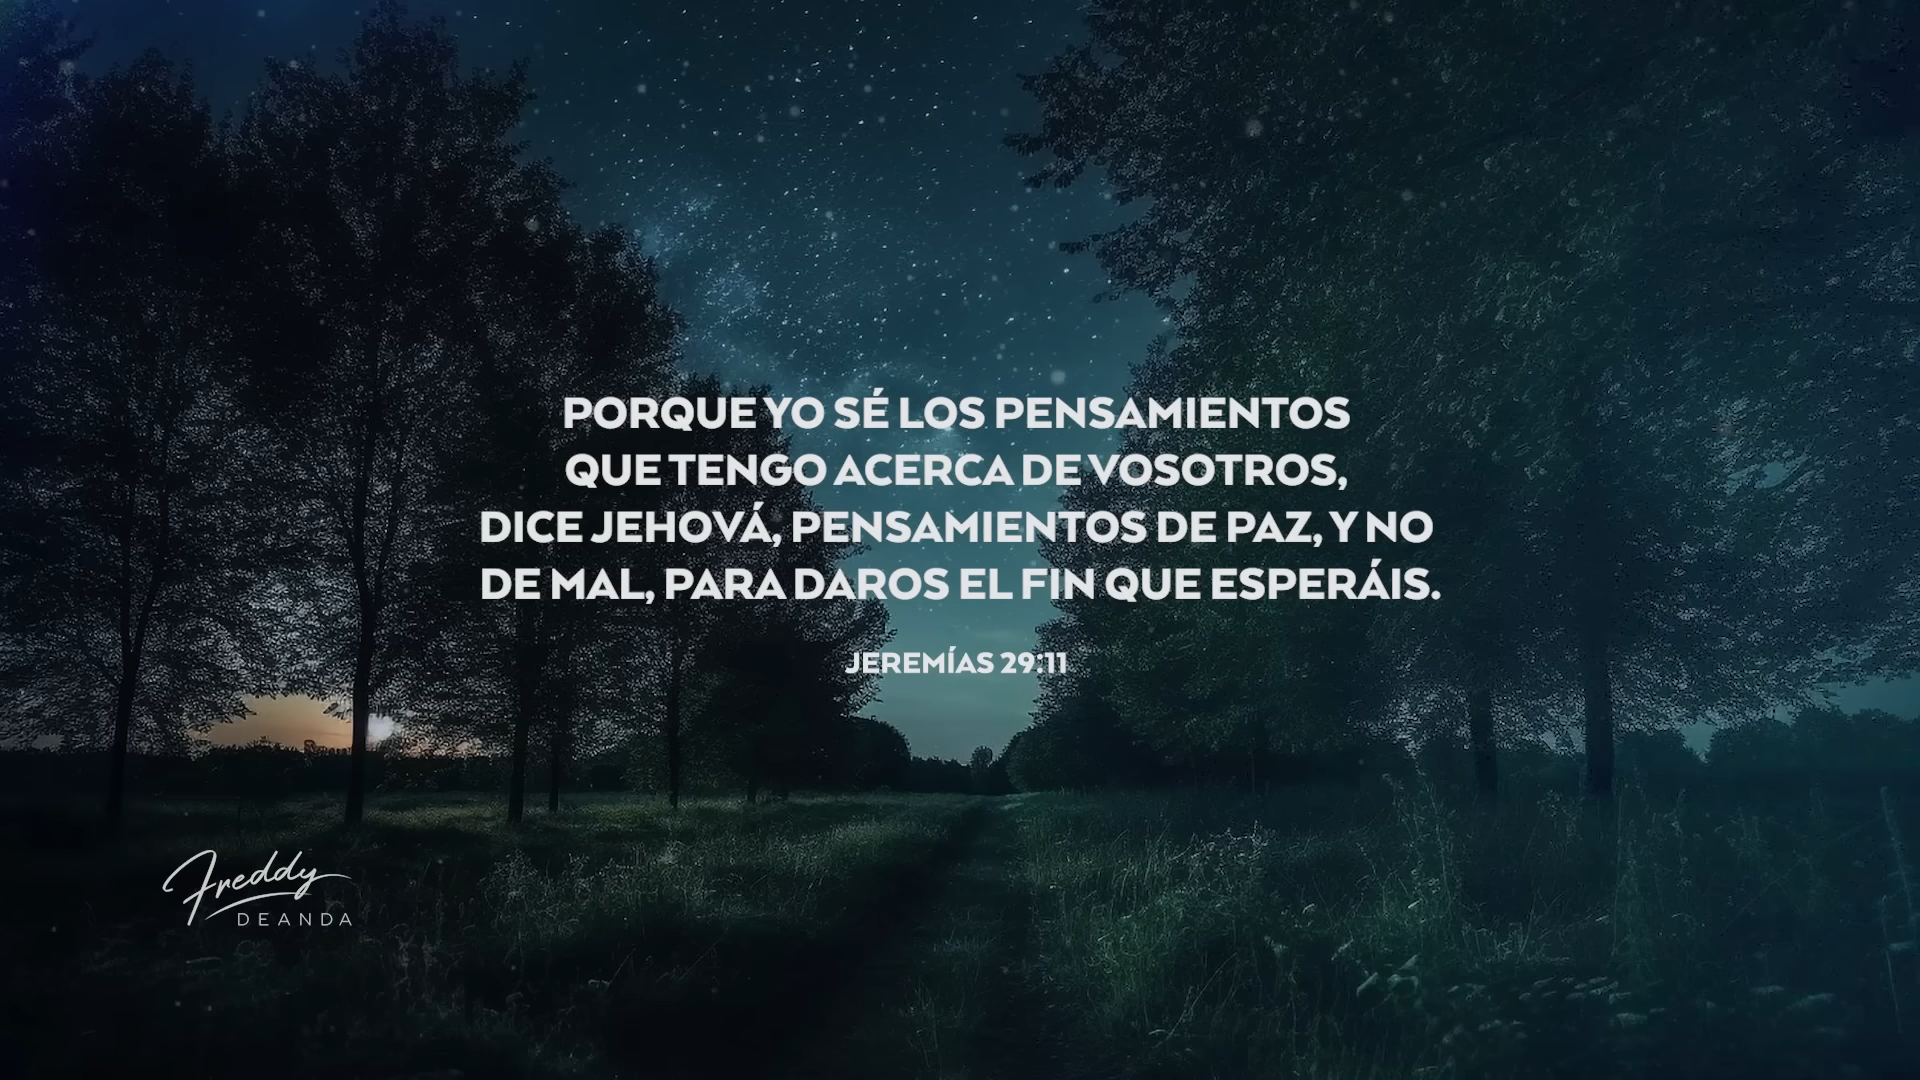 PORQUE YO SÉ LOS PENSAMIENTOS
QUE TENGO ACERCA DE VOSOTROS,
DICE JEHOVÁ, PENSAMIENTOS DE PAZ, Y NO
DE MAL, PARA DAROS EL FIN QUE ESPERÁIS.
JEREMÍAS 29:11
Freddy
DEANDA